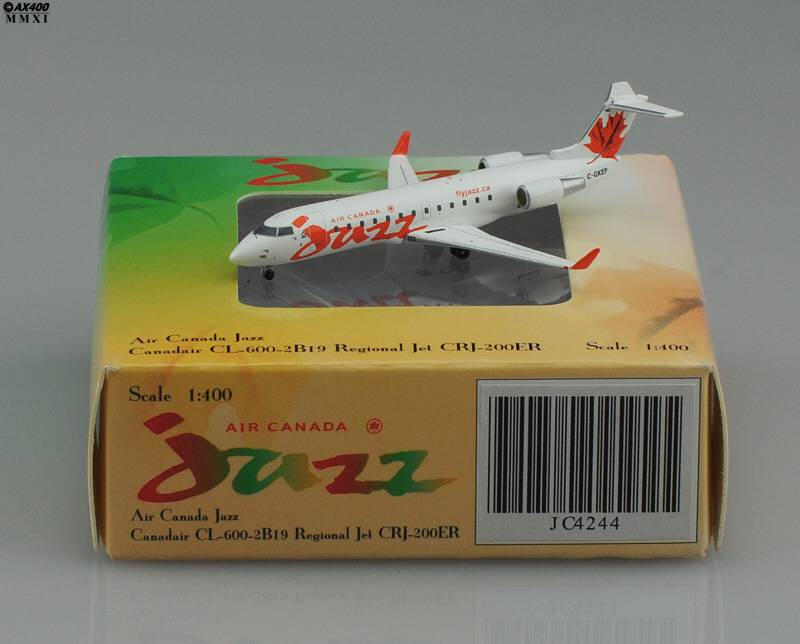 ©AX400
MMXI
C-GKEP
flyjazz.ca
AIR CANADA
jazz
Air Canada Jazz
Canadair CL-600-2B19 Regional Jet CRJ-200ER
Scale 1:400
Scale 1:400
AIR CANADA
jazz
Air Canada Jazz
Canadair CL-600-2B19 Regional Jet CRJ-200ER
JC4244